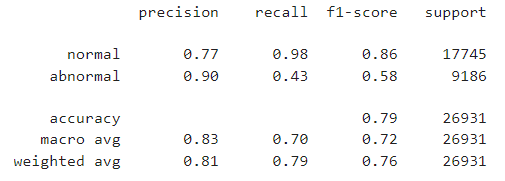 precision recall f1-score support
normal 0.77 0.98 0.86 17745
abnormal 0.90 0.43 0.58 9186
accuracy 0.79 26931
macro avg 0.83 0.70 0.72 26931
weighted avg 0.81 0.79 0.76 26931